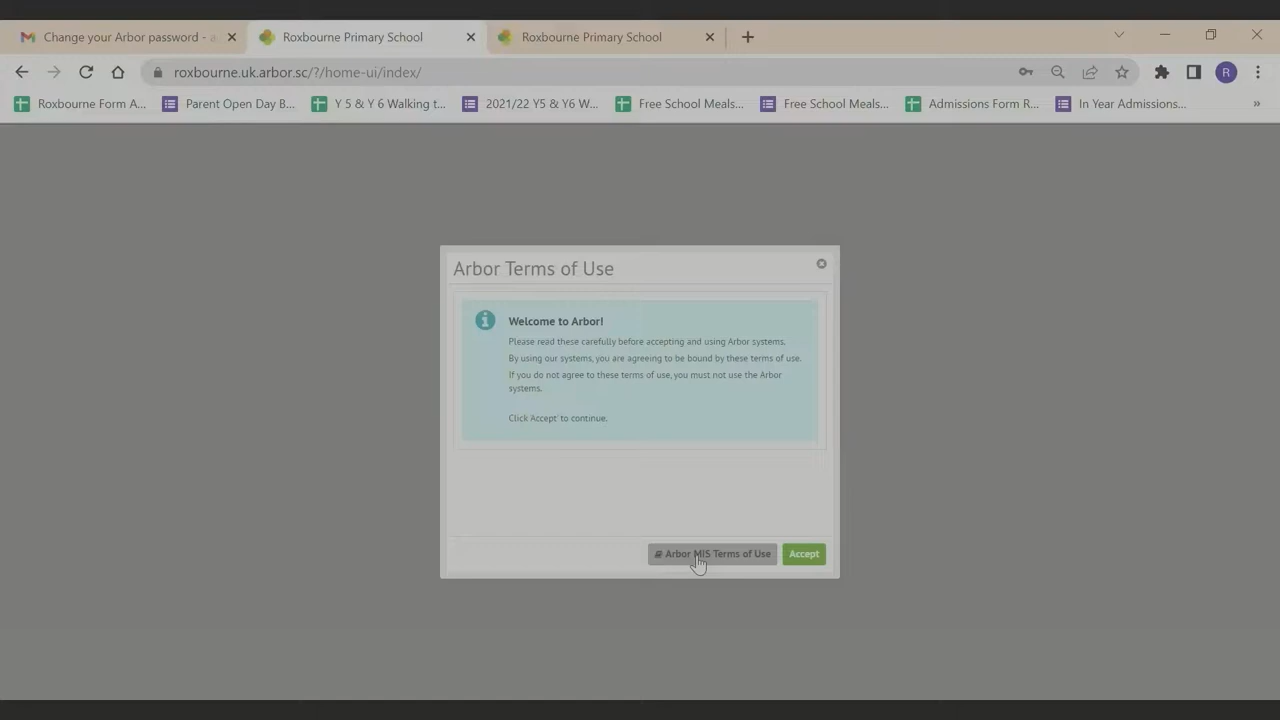 Change your Arbor password - a
Roxbourne Primary School
Roxbourne Primary School
roxbourne.uk.arbor.sc/?/home-ui/index/
R
Roxbourne Form A...
Parent Open Day B...
Y 5 & Y 6 Walking t...
2021/22 Y5 & Y6 W...
Free School Meals...
Free School Meals...
Admissions Form R...
In Year Admissions...
Arbor Terms of Use
Welcome to Arbor!
Please read these carefully before accepting and using Arbor systems.
By using our systems, you are agreeing to be bound by these terms of use.
If you do not agree to these terms of use, you must not use the Arbor
systems.
Click 'Accept' to continue.
Arbor MIS Terms of Use
Accept